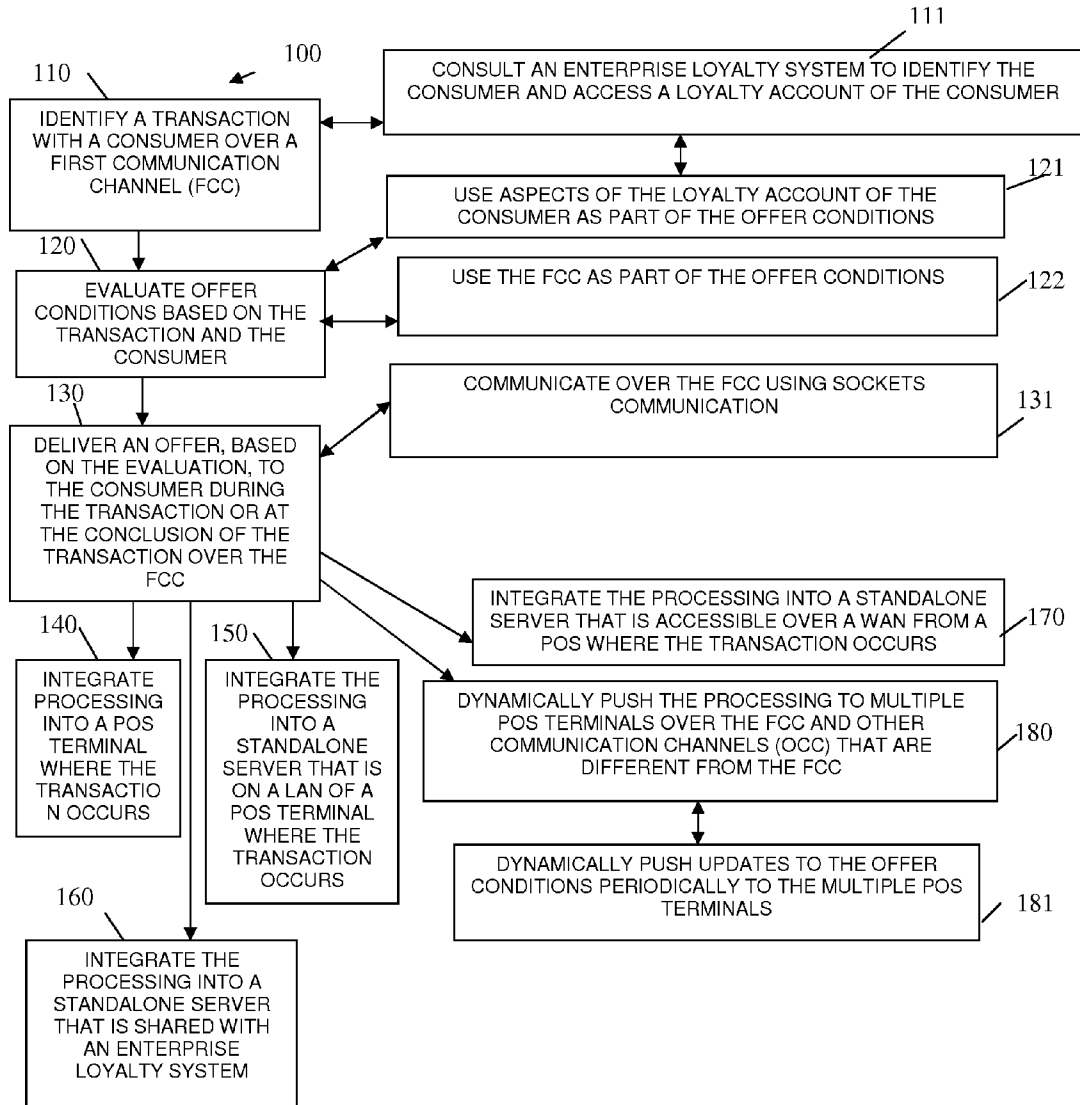 111
100
110
CONSULT AN ENTERPRISE LOYALTY SYSTEM TO IDENTIFY THE
CONSUMER AND ACCESS A LOYALTY ACCOUNT OF THE CONSUMER
IDENTIFY A TRANSACTION
WITH A CONSUMER OVER A
FIRST COMMUNICATION
CHANNEL (FCC)
121
USE ASPECTS OF THE LOYALTY ACCOUNT OF THE
CONSUMER AS PART OF THE OFFER CONDITIONS
120
EVALUATE OFFER
CONDITIONS BASED ON THE
TRANSACTION AND THE
CONSUMER
USE THE FCC AS PART OF THE OFFER CONDITIONS
122
130
COMMUNICATE OVER THE FCC USING SOCKETS
COMMUNICATION
131
DELIVER AN OFFER, BASED
ON THE EVALUATION, TO
THE CONSUMER DURING
THE TRANSACTION OR AT
THE CONCLUSION OF THE
TRANSACTION OVER THE
FCC
INTEGRATE THE PROCESSING INTO A STANDALONE
SERVER THAT IS ACCESSIBLE OVER A WAN FROM A
POS WHERE THE TRANSACTION OCCURS
170
140
INTEGRATE
PROCESSING
INTO A POS
TERMINAL
WHERE THE
TRANSACTIO
N OCCURS
150
INTEGRATE THE
PROCESSING
INTO A
STANDALONE
SERVER THAT IS
ON A LAN OF A
POS TERMINAL
WHERE THE
TRANSACTION
OCCURS
DYNAMICALLY PUSH THE PROCESSING TO MULTIPLE
POS TERMINALS OVER THE FCC AND OTHER
COMMUNICATION CHANNELS (OCC) THAT ARE
DIFFERENT FROM THE FCC
180
DYNAMICALLY PUSH UPDATES TO THE OFFER
CONDITIONS PERIODICALLY TO THE MULTIPLE POS
TERMINALS
181
160
INTEGRATE THE
PROCESSING INTO A
STANDALONE SERVER
THAT IS SHARED WITH
AN ENTERPRISE
LOYALTY SYSTEM